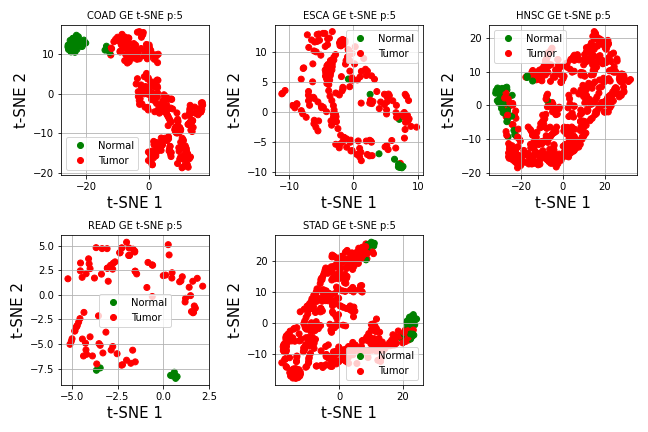 COAD GE t-SNE p:5
t-SNE 2
10
0
−10
−20
−20
0
t-SNE 1
Normal
Tumor
ESCA GE t-SNE p:5
t-SNE 2
10
5
0
−5
−10
−10
0
10
t-SNE 1
Normal
Tumor
HNSC GE t-SNE p:5
t-SNE 2
20
10
0
−10
−20
−20
0
20
t-SNE 1
Normal
Tumor
READ GE t-SNE p:5
t-SNE 2
5.0
2.5
0.0
−2.5
−5.0
−7.5
−5.0
−2.5
0.0
2.5
t-SNE 1
Normal
Tumor
STAD GE t-SNE p:5
t-SNE 2
20
10
0
−10
0
20
t-SNE 1
Normal
Tumor